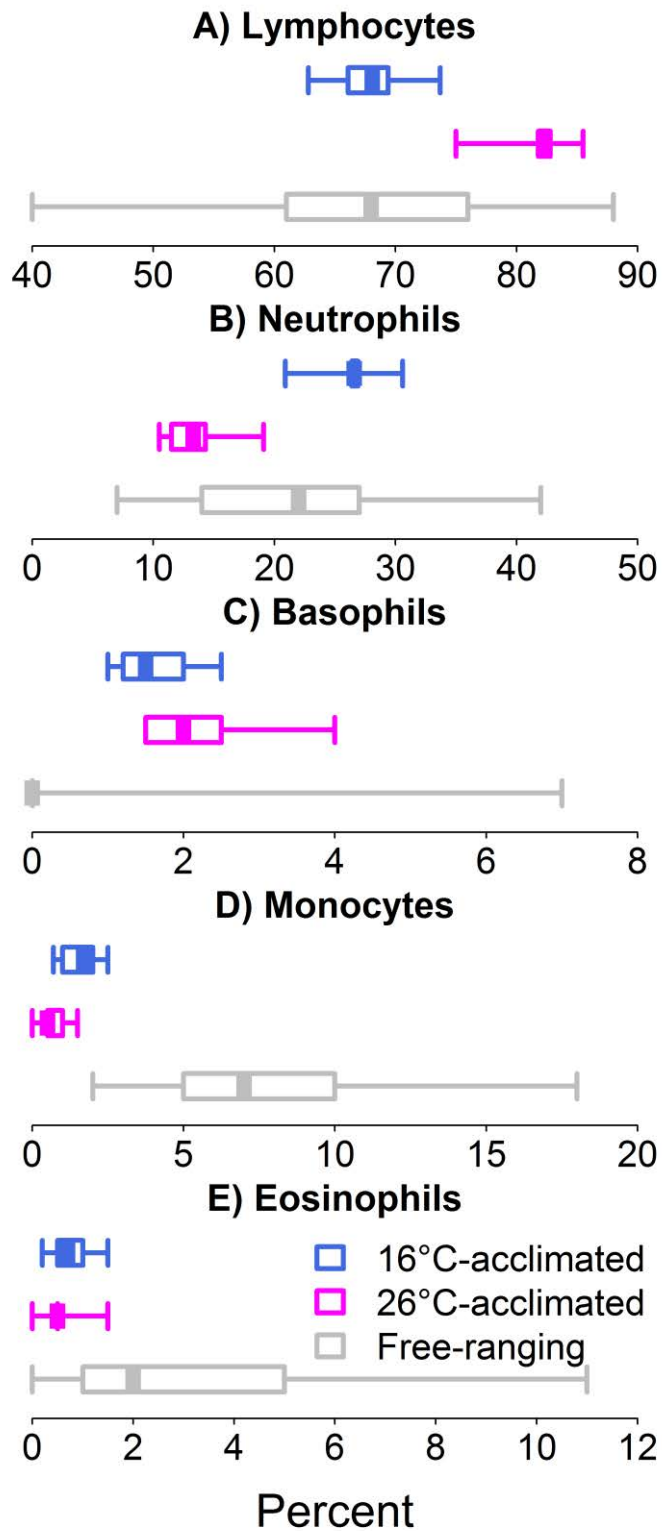 A) Lymphocytes
40 50 60 70 80 90
B) Neutrophils
0 10 20 30 40 50
C) Basophils
0 2 4 6 8
D) Monocytes
0 5 10 15 20
E) Eosinophils
16°C-acclimated
26°C-acclimated
Free-ranging
0 2 4 6 8 10 12
Percent